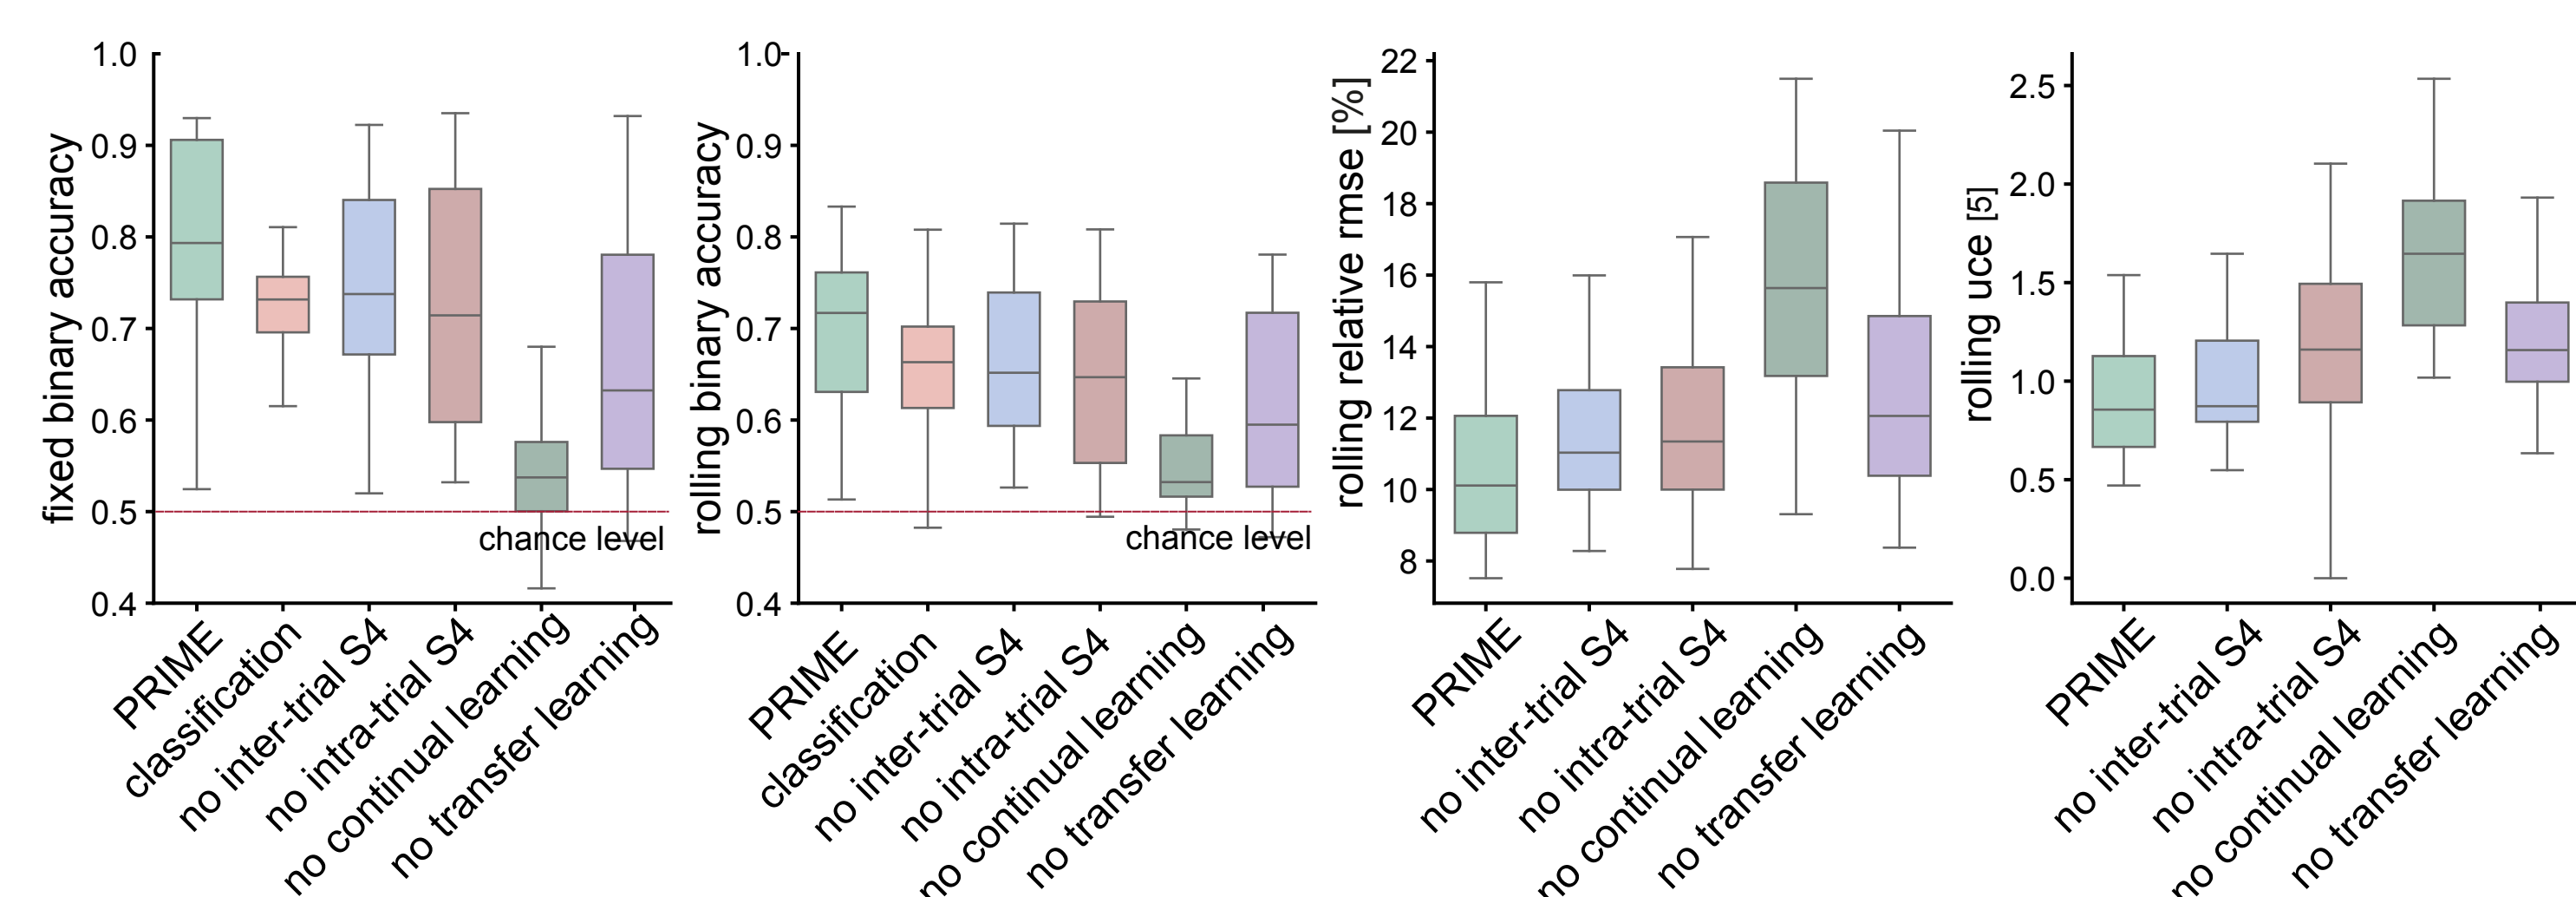 fixed binary accuracy
1.0
0.9
0.8
0.7
0.6
0.5
0.4
chance level
PRIME
classification
no inter-trial S4
no intra-trial S4
no continual learning
no transfer learning
rolling binary accuracy
1.0
0.9
0.8
0.7
0.6
0.5
0.4
chance level
PRIME
classification
no inter-trial S4
no intra-trial S4
no continual learning
no transfer learning
rolling relative rmse [%]
22
20
18
16
14
12
10
8
PRIME
no inter-trial S4
no intra-trial S4
no continual learning
no transfer learning
rolling uce [5]
2.5
2.0
1.5
1.0
0.5
0.0
PRIME
no inter-trial S4
no intra-trial S4
no continual learning
no transfer learning